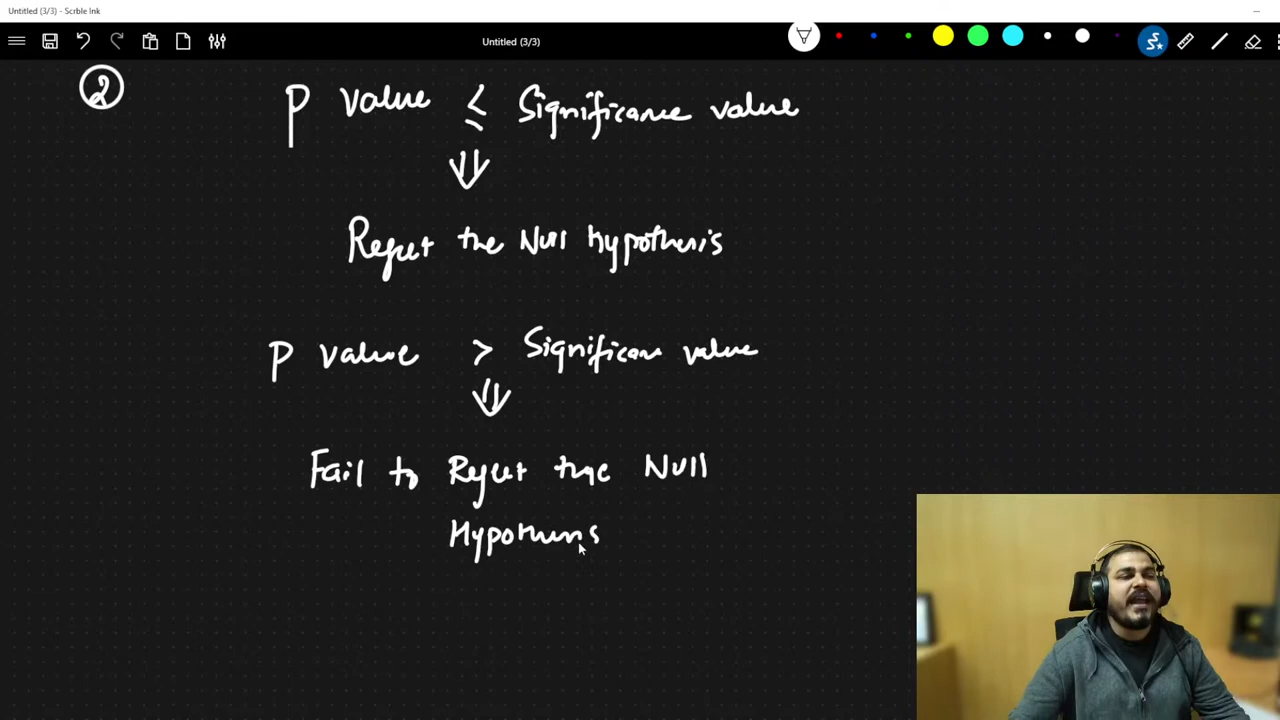 Untitled (3/3) - Scrble Ink
Untitled (3/3)
2
P value ≤ Significance value
⇓
Reject the Null hypothesis
P value > Significance value
⇓
Fail to Reject the Null
Hypothesis